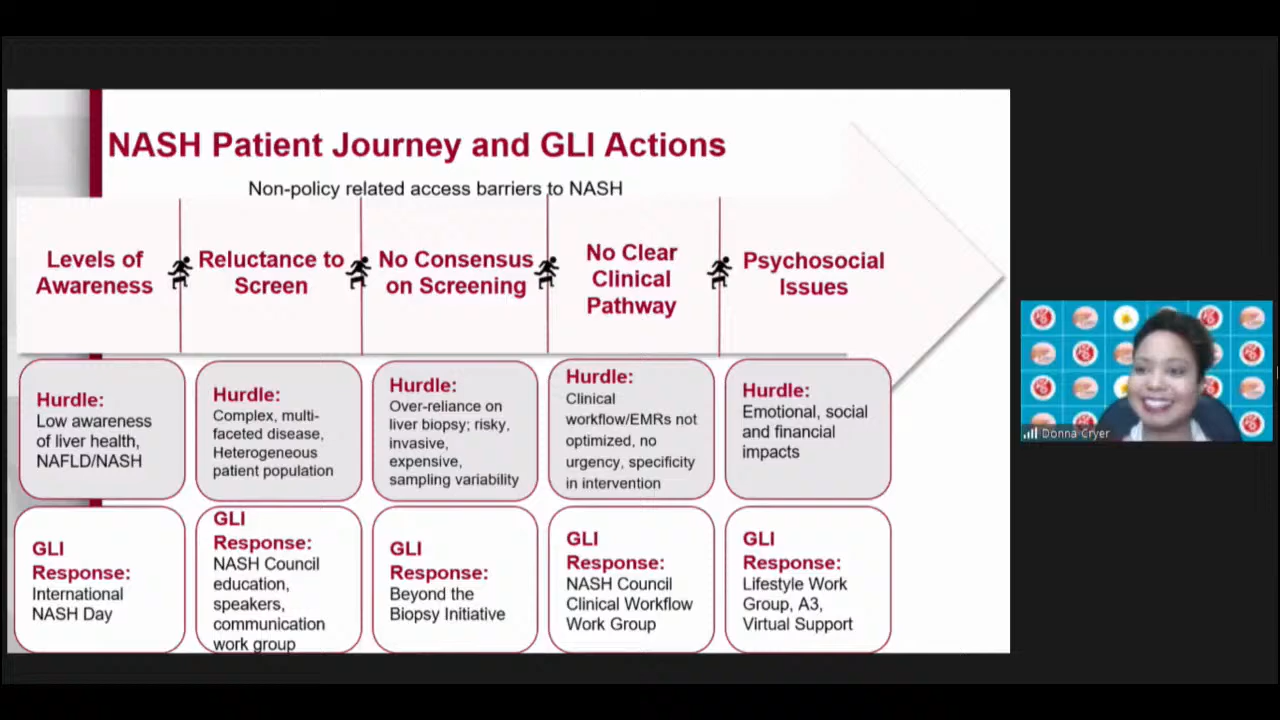 NASH Patient Journey and GLI Actions
Non-policy related access barriers to NASH
Levels of
Awareness
Reluctance to
Screen
No Consensus
on Screening
No Clear
Clinical
Pathway
Psychosocial
Issues
Hurdle:
Low awareness
of liver health,
NAFLD/NASH
Hurdle:
Complex, multi-
faceted disease,
Heterogeneous
patient population
Hurdle:
Over-reliance on
liver biopsy; risky,
invasive,
expensive,
sampling variability
Hurdle:
Clinical
workflow/EMRs not
optimized, no
urgency, specificity
in intervention
Hurdle:
Emotional, social
and financial
impacts
GLI
Response:
International
NASH Day
GLI
Response:
NASH Council
education,
speakers,
communication
work group
GLI
Response:
Beyond the
Biopsy Initiative
GLI
Response:
NASH Council
Clinical Workflow
Work Group
GLI
Response:
Lifestyle Work
Group, A3,
Virtual Support
Donna Cryer